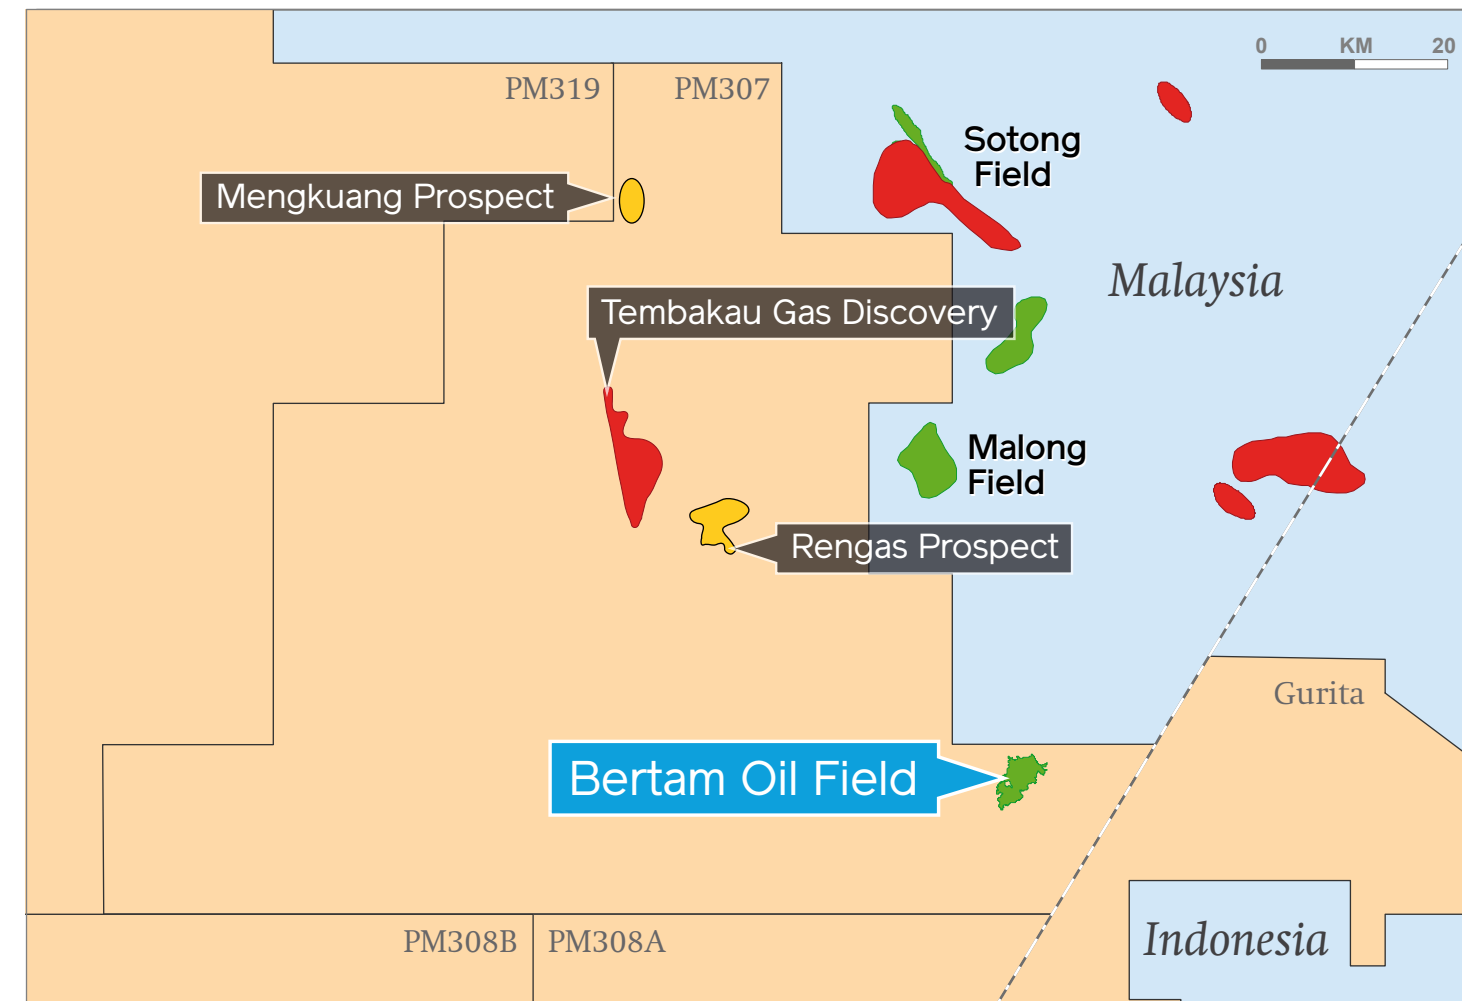 0 KM 20
PM319
PM307
Sotong
Field
Mengkuang Prospect
Malaysia
Tembakau Gas Discovery
Malong
Field
Rengas Prospect
Gurita
Bertam Oil Field
PM308B
PM308A
Indonesia